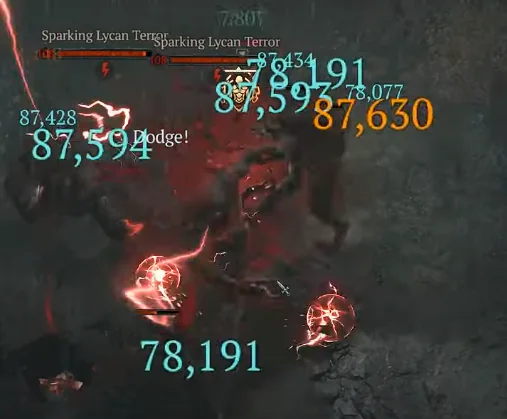 Sparking Lycan Terror
Sparking Lycan Terror
87,434
78,191
87,593
78,077
87,630
87,428
87,594
Dodge!
78,191